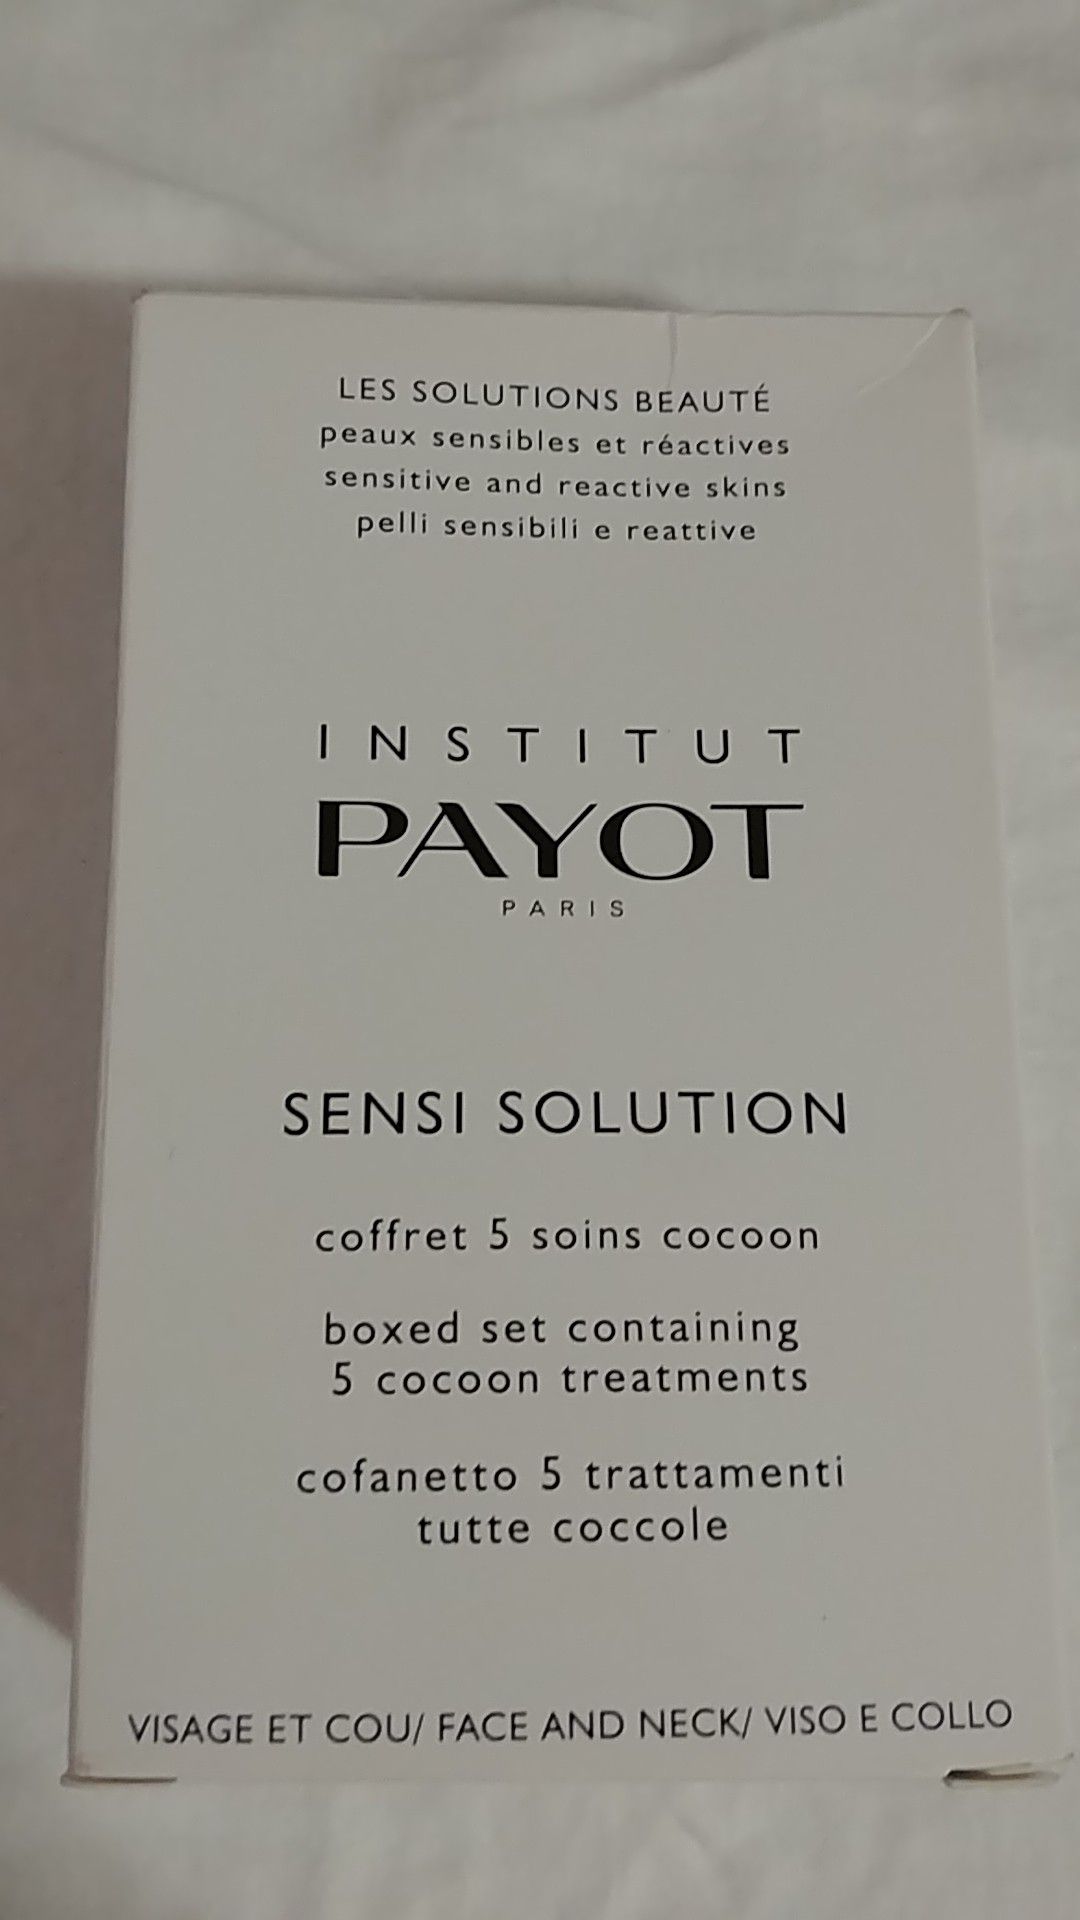 LES SOLUTIONS BEAUTÉ
peaux sensibles et réactives
sensitive and reactive skins
pelli sensibili e reattive
INSTITUT
PAYOT
PARIS
SENSI SOLUTION
coffret 5 soins cocoon
boxed set containing
5 cocoon treatments
cofanetto 5 trattamenti
tutte coccole
VISAGE ET COU/ FACE AND NECK/ VISO E COLLO